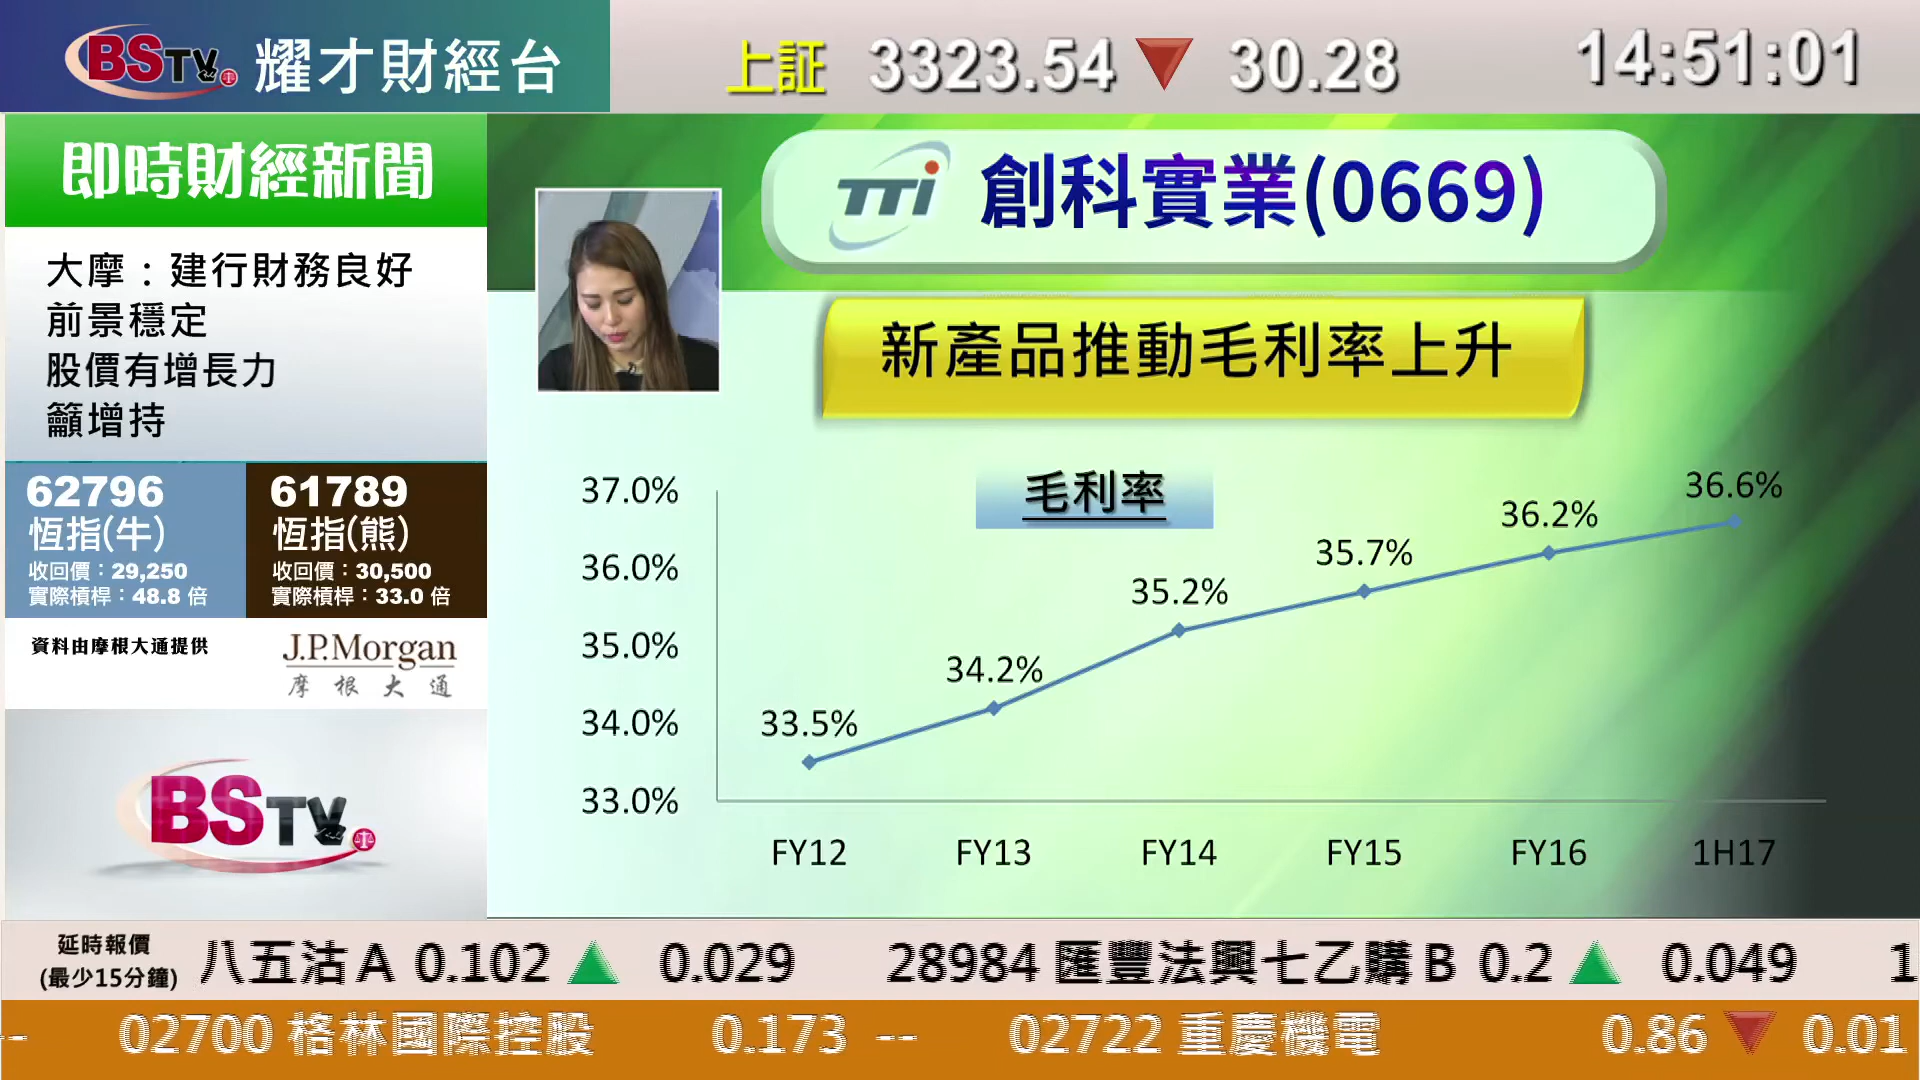 BSTV 耀才財經台
上証 3323.54 ▼ 30.28
14:51:01
即時財經新聞
大摩：建行財務良好
前景穩定
股價有增長力
籲增持
62796
恆指(牛)
收回價：29,250
實際槓桿：48.8 倍
61789
恆指(熊)
收回價：30,500
實際槓桿：33.0 倍
資料由摩根大通提供
J.P.Morgan
摩根大通
BSTV
TTi 創科實業(0669)
新產品推動毛利率上升
毛利率
37.0%
36.0%
35.0%
34.0%
33.0%
33.5%
34.2%
35.2%
35.7%
36.2%
36.6%
FY12 FY13 FY14 FY15 FY16 1H17
延時報價
(最少15分鐘)
八五沽A 0.102 ▲ 0.029 28984 匯豐法興七乙購B 0.2 ▲ 0.049 1
-- 02700 格林國際控股 0.173 -- 02722 重慶機電 0.86 ▼ 0.01